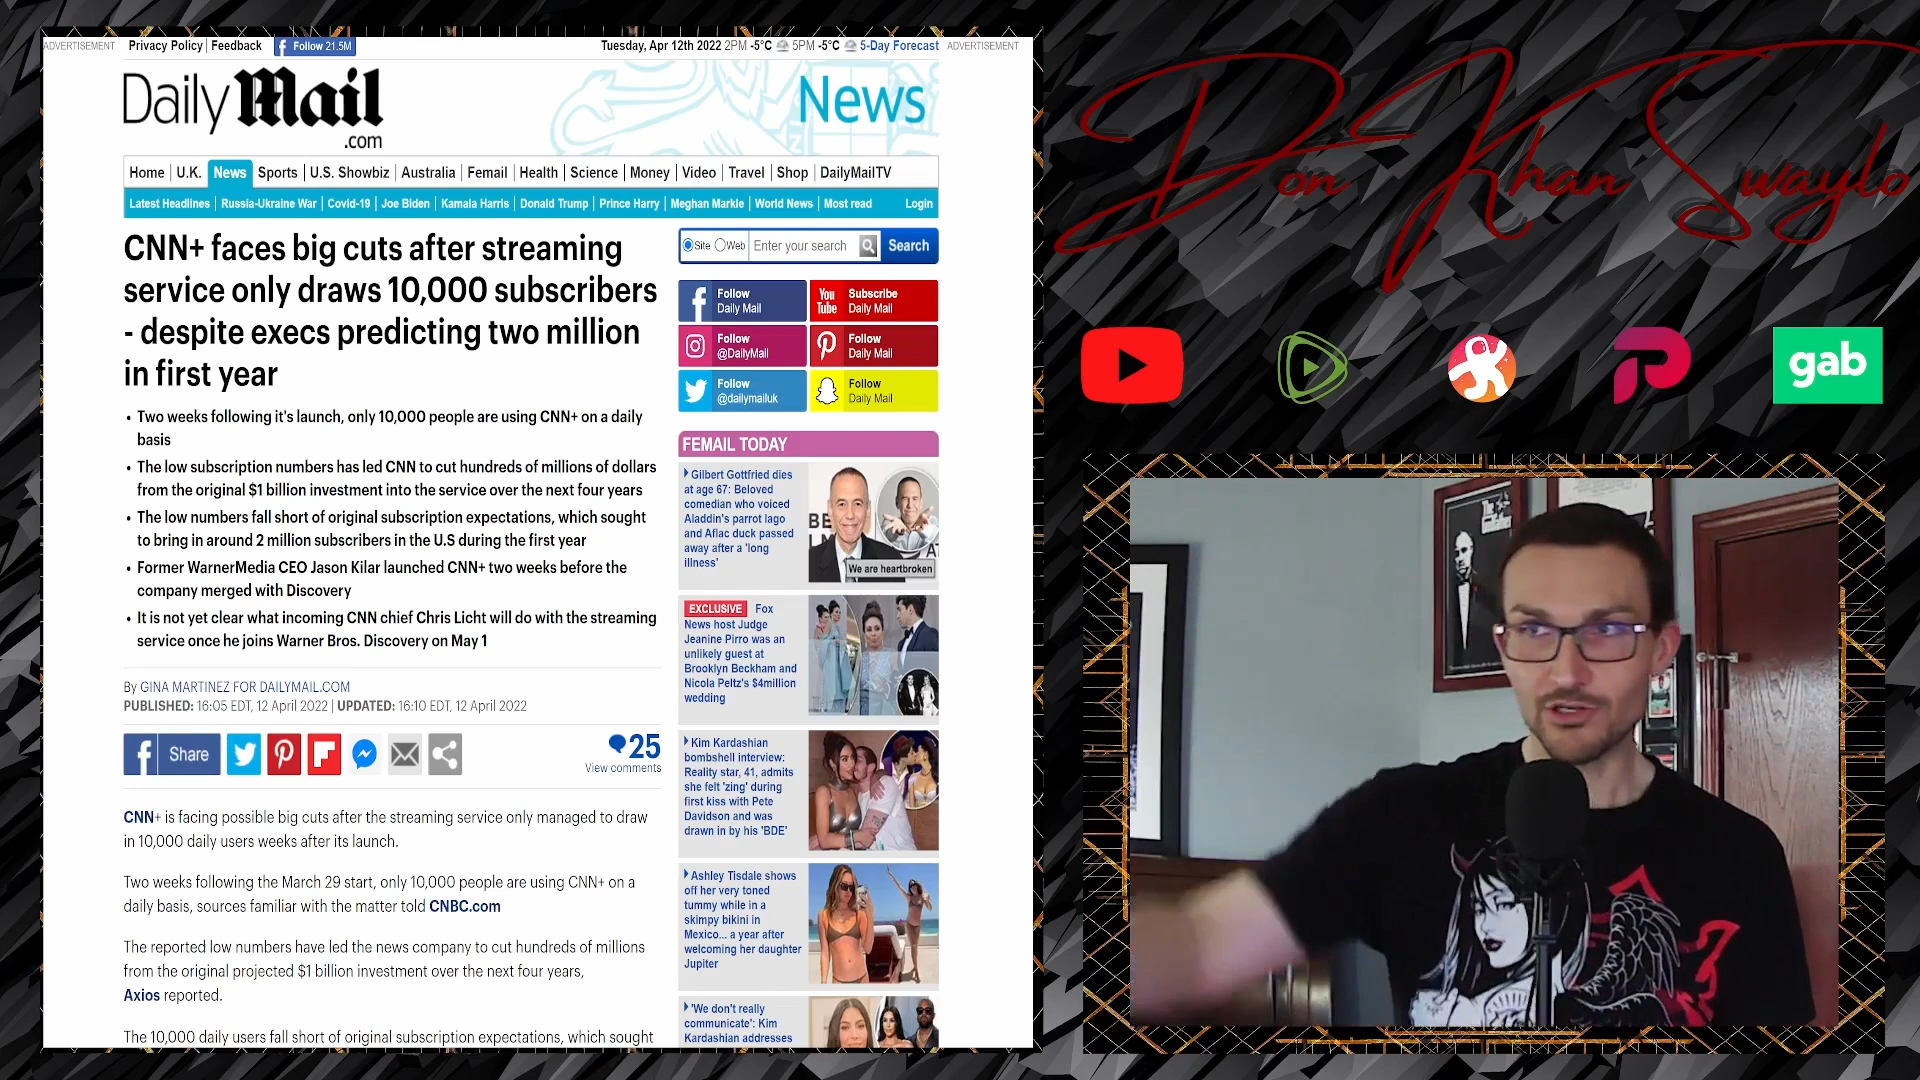 ADVERTISEMENT
Privacy Policy | Feedback
Follow 21.5M
Tuesday, Apr 12th 2022 2PM -5°C 5PM -5°C 5-Day Forecast
ADVERTISEMENT
Daily Mail
.com
News
Home | U.K. News Sports | U.S. Showbiz | Australia | Femail | Health | Science | Money | Video | Travel | Shop | DailyMailTV
Latest Headlines | Russia-Ukraine War | Covid-19 | Joe Biden | Kamala Harris | Donald Trump | Prince Harry | Meghan Markle | World News | Most read Login
CNN+ faces big cuts after streaming
service only draws 10,000 subscribers
- despite execs predicting two million
in first year
• Two weeks following it's launch, only 10,000 people are using CNN+ on a daily
basis
• The low subscription numbers has led CNN to cut hundreds of millions of dollars
from the original $1 billion investment into the service over the next four years
• The low numbers fall short of original subscription expectations, which sought
to bring in around 2 million subscribers in the U.S during the first year
• Former WarnerMedia CEO Jason Kilar launched CNN+ two weeks before the
company merged with Discovery
• It is not yet clear what incoming CNN chief Chris Licht will do with the streaming
service once he joins Warner Bros. Discovery on May 1
By GINA MARTINEZ FOR DAILYMAIL.COM
PUBLISHED: 16:05 EDT, 12 April 2022 | UPDATED: 16:10 EDT, 12 April 2022
Share
25
View comments
CNN+ is facing possible big cuts after the streaming service only managed to draw
in 10,000 daily users weeks after its launch.
Two weeks following the March 29 start, only 10,000 people are using CNN+ on a
daily basis, sources familiar with the matter told CNBC.com
The reported low numbers have led the news company to cut hundreds of millions
from the original projected $1 billion investment over the next four years,
Axios reported.
The 10,000 daily users fall short of original subscription expectations, which sought
Site Web Enter your search Search
Follow
Daily Mail
You
Tube
Subscribe
Daily Mail
Follow
@DailyMail
Follow
Daily Mail
Follow
@dailymailuk
Follow
Daily Mail
FEMAIL TODAY
Gilbert Gottfried dies
at age 67: Beloved
comedian who voiced
Aladdin's parrot Iago
and Aflac duck passed
away after a 'long
illness'
We are heartbroken
EXCLUSIVE Fox
News host Judge
Jeanine Pirro was an
unlikely guest at
Brooklyn Beckham and
Nicola Peltz's $4million
wedding
Kim Kardashian
bombshell interview:
Reality star, 41, admits
she felt 'zing' during
first kiss with Pete
Davidson and was
drawn in by his 'BDE'
Ashley Tisdale shows
off her very toned
tummy while in a
skimpy bikini in
Mexico... a year after
welcoming her daughter
Jupiter
'We don't really
communicate': Kim
Kardashian addresses
Don Khan Swaylo
gab